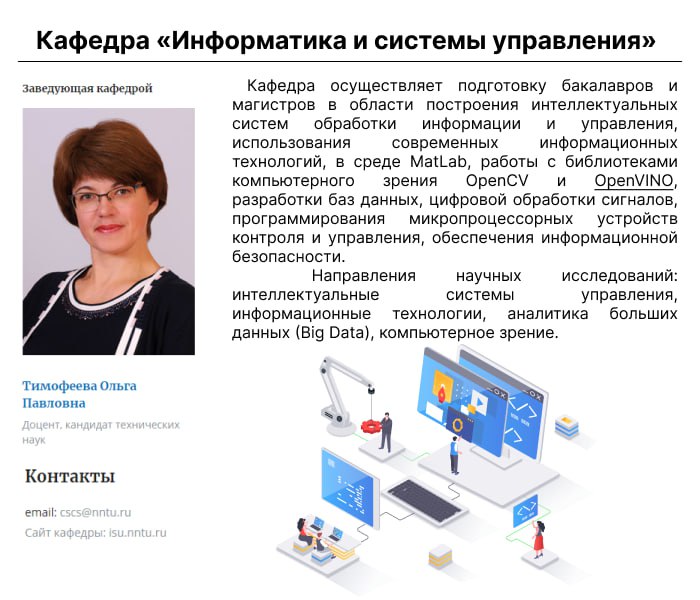 Кафедра «Информатика и системы управления»
Заведующая кафедрой
Тимофеева Ольга
Павловна
Доцент, кандидат технических
наук
Контакты
email: cscs@nntu.ru
Сайт кафедры: isu.nntu.ru
Кафедра осуществляет подготовку бакалавров и
магистров в области построения интеллектуальных
систем обработки информации и управления,
использования современных информационных
технологий, в среде MatLab, работы с библиотеками
компьютерного зрения OpenCV и OpenVINO,
разработки баз данных, цифровой обработки сигналов,
программирования микропроцессорных устройств
контроля и управления, обеспечения информационной
безопасности.
Направления научных исследований:
интеллектуальные системы управления,
информационные технологии, аналитика больших
данных (Big Data), компьютерное зрение.